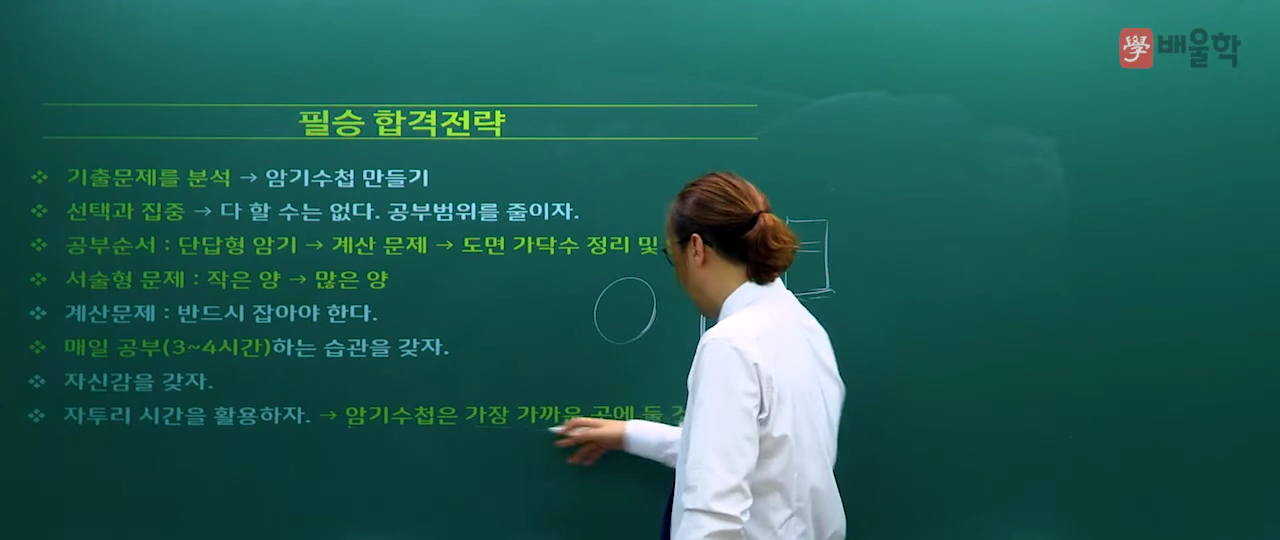 學 배울학
필승 합격전략
❖ 기출문제를 분석 → 암기수첩 만들기
❖ 선택과 집중 → 다 할 수는 없다. 공부범위를 줄이자.
❖ 공부순서 : 단답형 암기 → 계산 문제 → 도면 가닥수 정리 및
❖ 서술형 문제 : 작은 양 → 많은 양
❖ 계산문제 : 반드시 잡아야 한다.
❖ 매일 공부(3~4시간)하는 습관을 갖자.
❖ 자신감을 갖자.
❖ 자투리 시간을 활용하자. → 암기수첩은 가장 가까운 곳에 둘 것